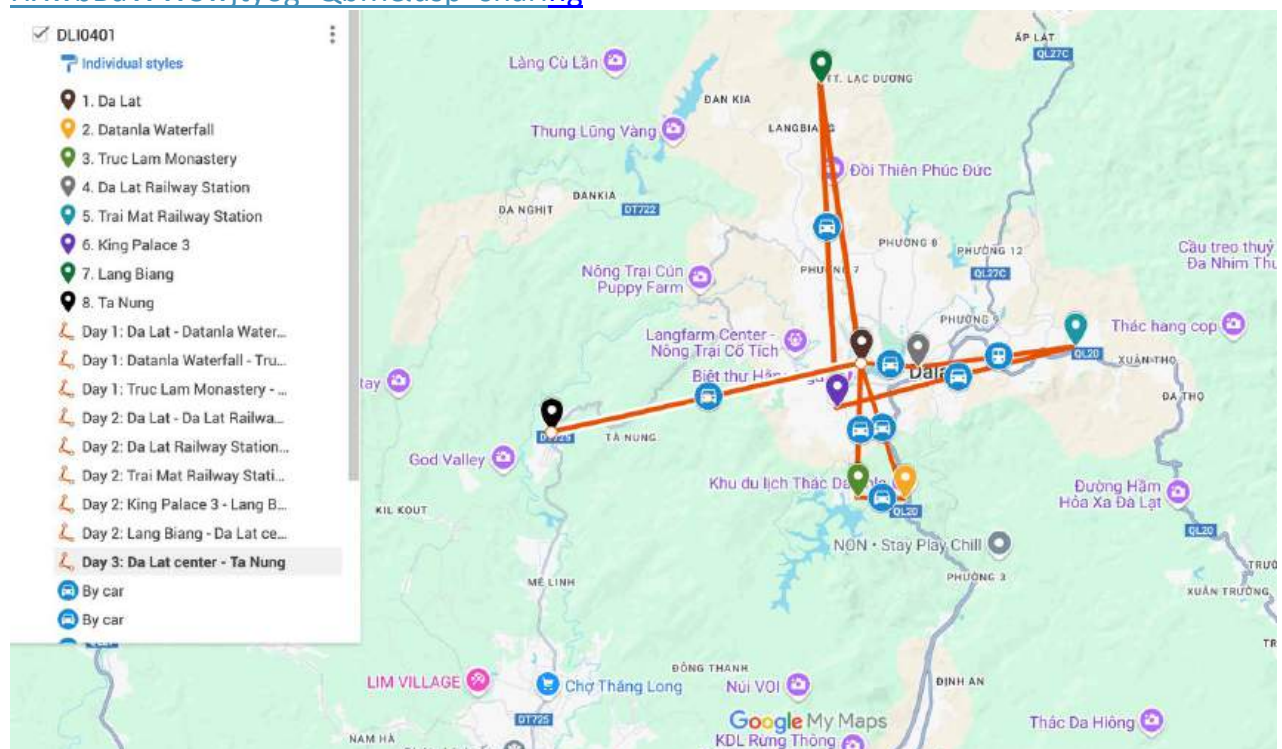 DLI0401
Individual styles
1. Da Lat
2. Datanla Waterfall
3. Truc Lam Monastery
4. Da Lat Railway Station
5. Trai Mat Railway Station
6. King Palace 3
7. Lang Biang
8. Ta Nung
Day 1: Da Lat - Datanla Water...
Day 1: Datanla Waterfall - Tru...
Day 1: Truc Lam Monastery - ...
Day 2: Da Lat - Da Lat Railwa...
Day 2: Da Lat Railway Station...
Day 2: Trai Mat Railway Stati...
Day 2: King Palace 3 - Lang B...
Day 2: Lang Biang - Da Lat ce...
Day 3: Da Lat center - Ta Nung
By car
By car
ẤP LÁT
QL27C
Làng Cù Lần
TT. LẠC DƯƠNG
ĐAN KIA
Thung Lũng Vàng
LANGBIANG
Đồi Thiên Phúc Đức
DANKIA
DA NGHỊT
DT722
PHƯỜNG 8
PHƯỜNG 12
Cầu treo thuỷ
Đa Nhim Thu
PHƯỜNG 7
QL27C
Nông Trại Cún
Puppy Farm
PHƯỜNG 9
Thác hang cọp
Langfarm Center -
Nông Trại Cổ Tích
QL20
XUÂN THỌ
Biệt thự
tay
ĐA THỌ
TÀ NUNG
God Valley
Khu du lịch Thác
Đường Hầm
Hỏa Xa Đà Lạt
QL20
KIL KOUT
QL20
NON • Stay Play Chill
PHƯỜNG 3
MÊ LINH
XUÂN TRƯỜNG
ĐÔNG THANH
LIM VILLAGE
Chợ Thăng Long
Núi VOI
ĐỊNH AN
DT725
Google My Maps
Thác Da Hiông
NAM HÀ
KDL Rừng Thông